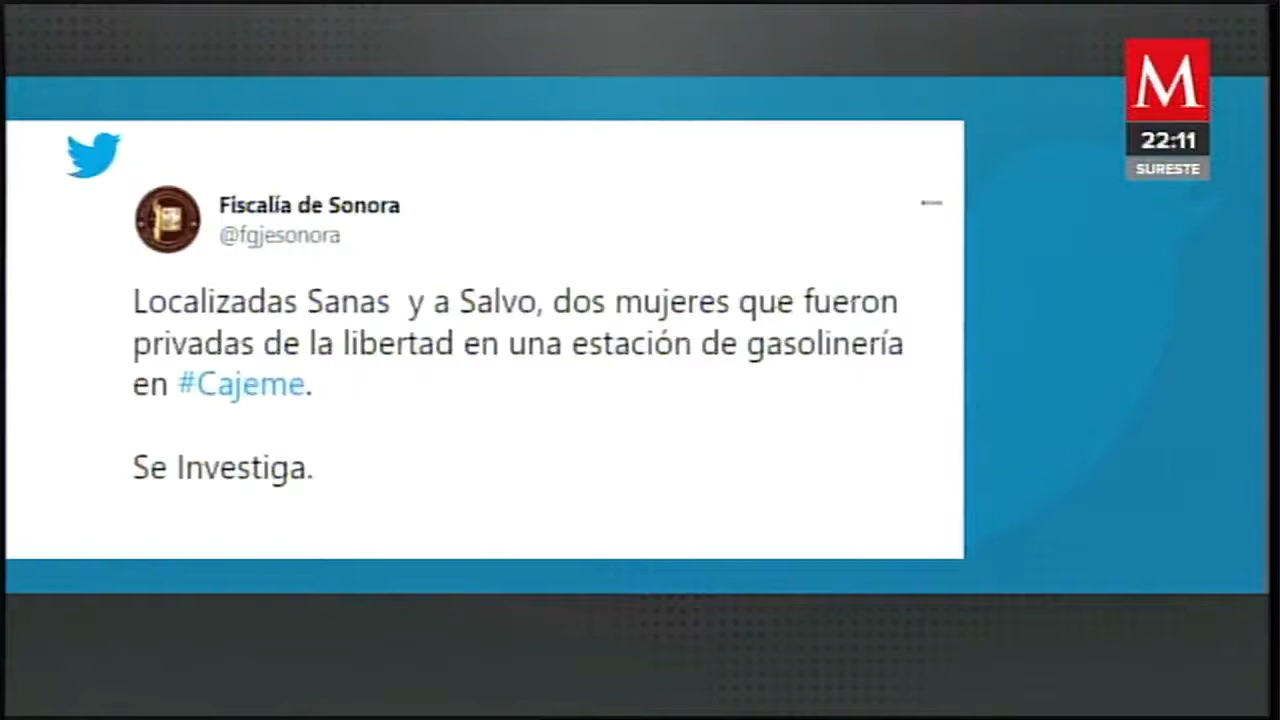 M
22:11
SURESTE
Fiscalía de Sonora
@fgjesonora
Localizadas Sanas y a Salvo, dos mujeres que fueron
privadas de la libertad en una estación de gasolinería
en #Cajeme.
Se Investiga.